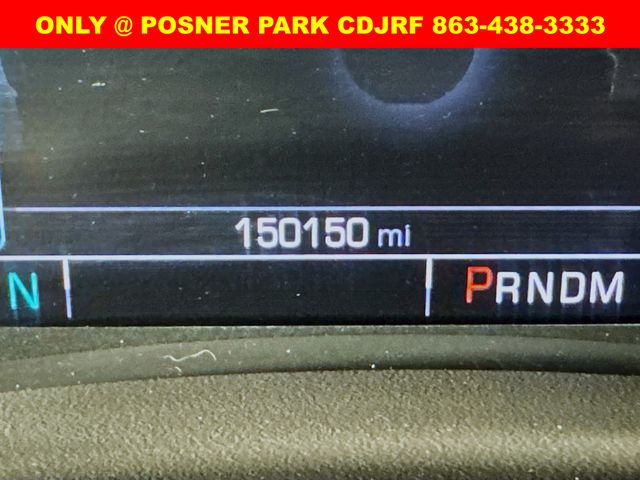 ONLY @ POSNER PARK CDJRF 863-438-3333
150150 mi
N PRNDM